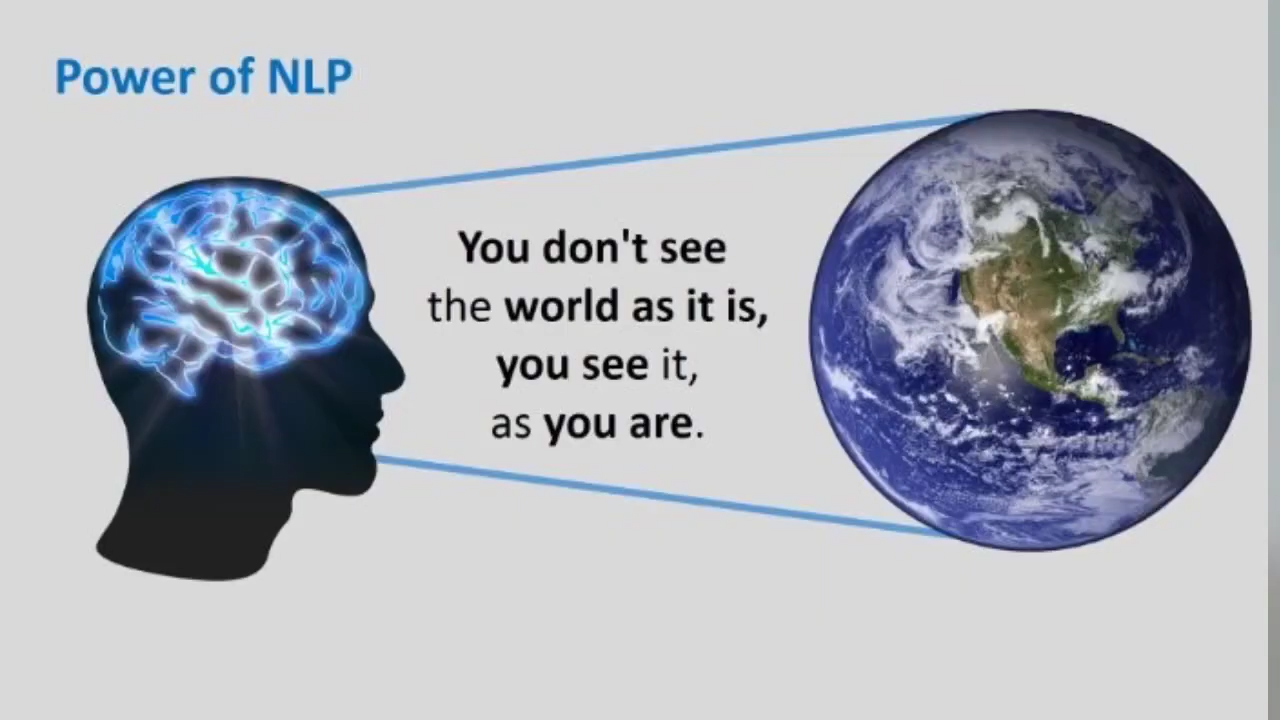 Power of NLP
You don't see
the world as it is,
you see it,
as you are.